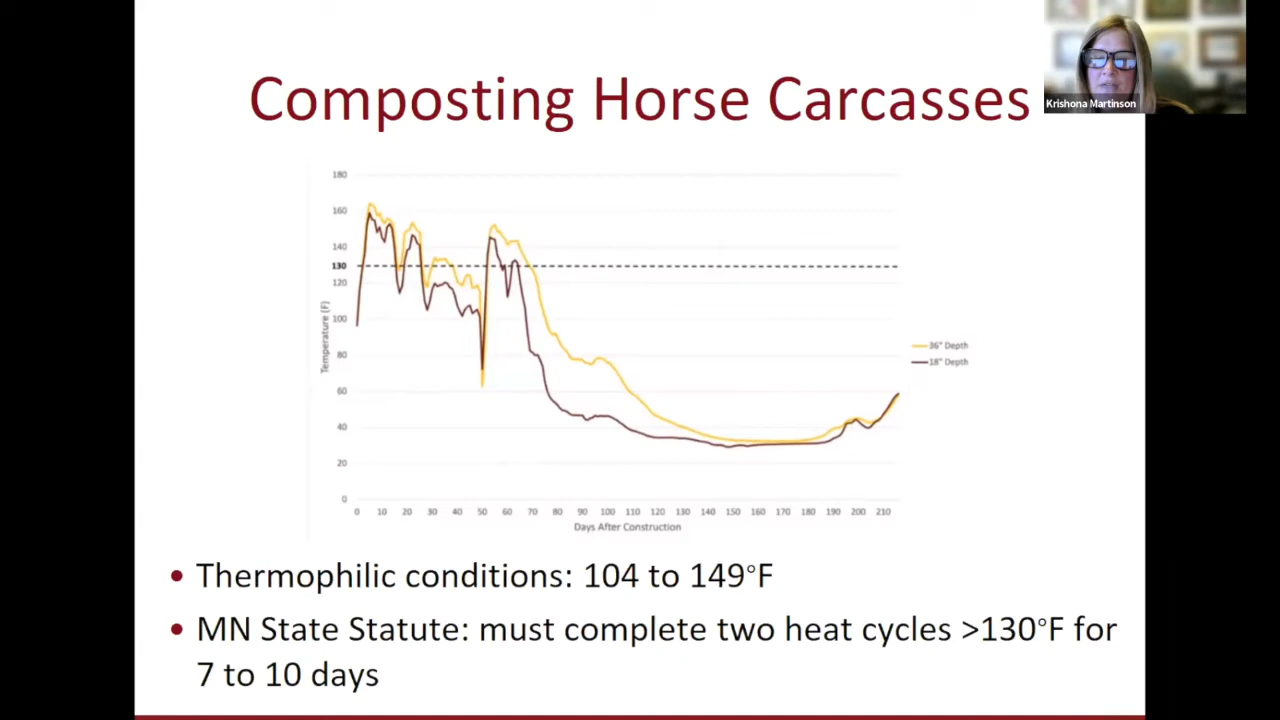 Composting Horse Carcasses
Krishona Martinson
180
160
140
130
120
100
80
60
40
20
0
Temperature (F)
0 10 20 30 40 50 60 70 80 90 100 110 120 130 140 150 160 170 180 190 200 210
Days After Construction
36" Depth
18" Depth
• Thermophilic conditions: 104 to 149°F
• MN State Statute: must complete two heat cycles >130°F for
7 to 10 days